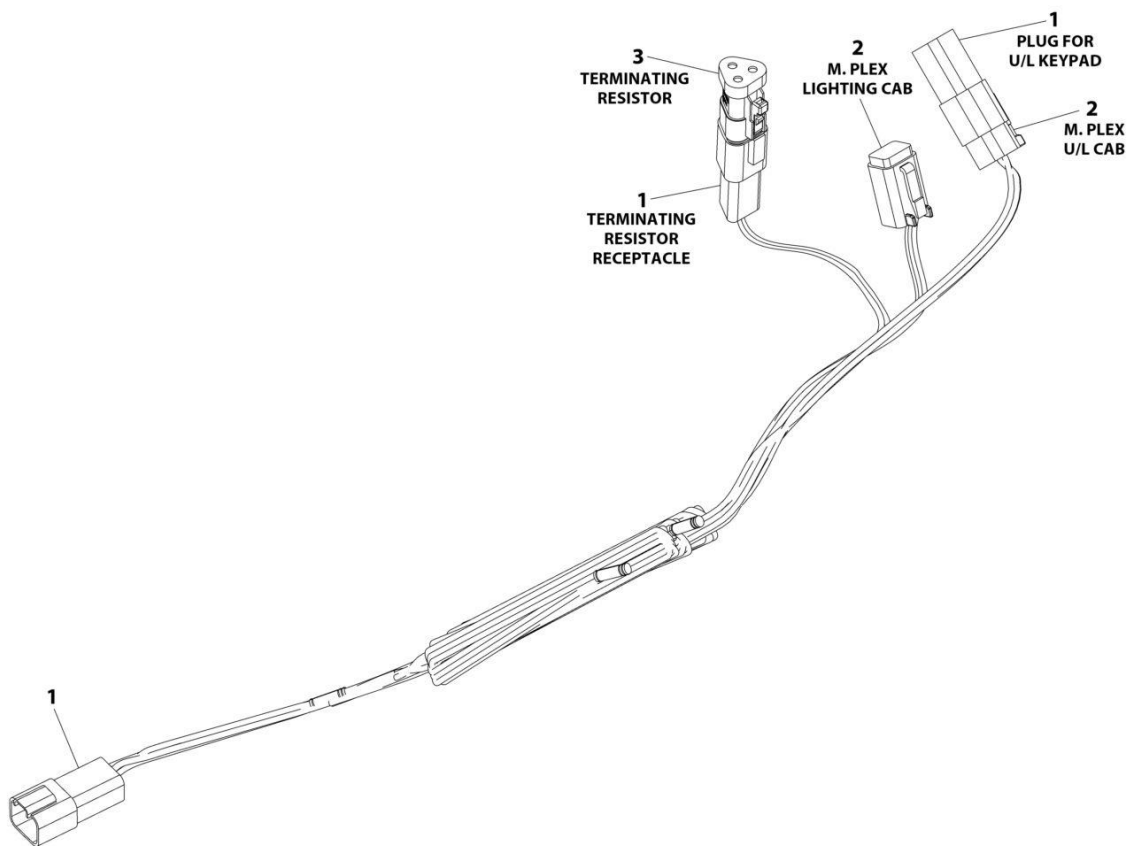 3
TERMINATING
RESISTOR
2
M. PLEX
LIGHTING CAB
1
PLUG FOR
U/L KEYPAD
2
M. PLEX
U/L CAB
1
TERMINATING
RESISTOR
RECEPTACLE
1